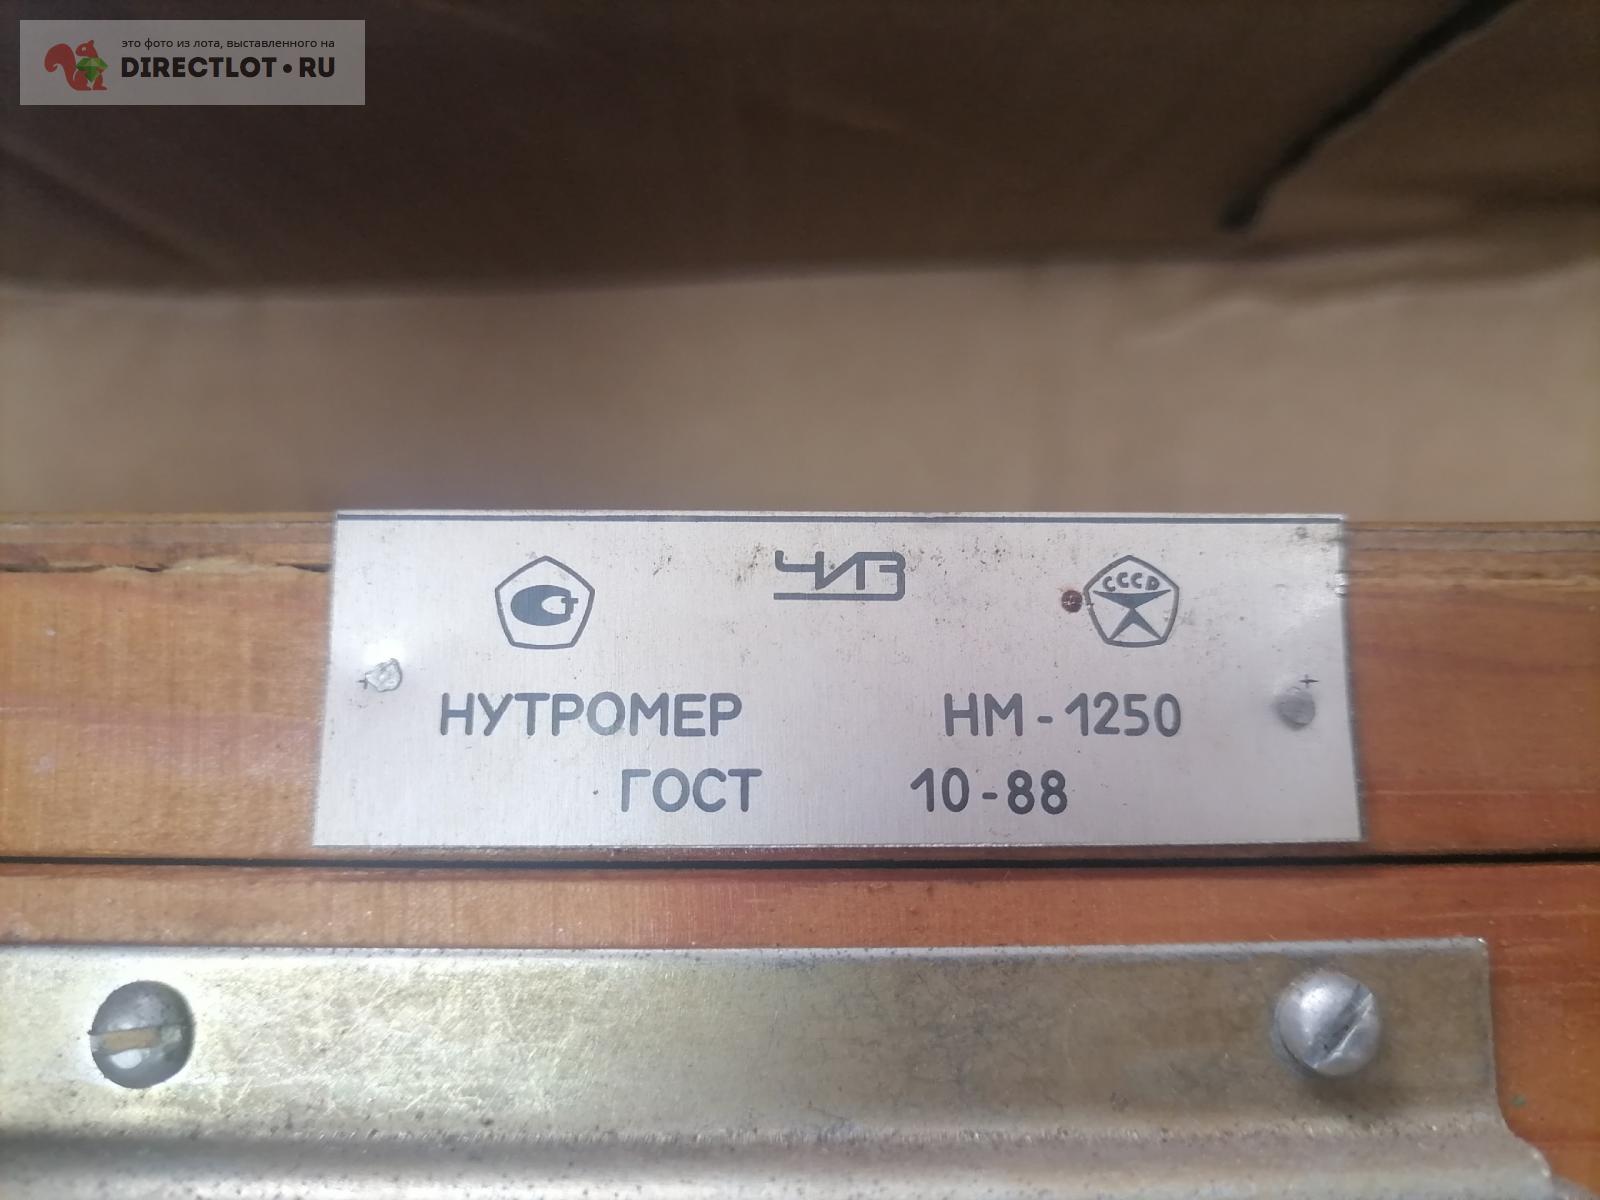 это фото из лота, выставленного на
DIRECTLOT•RU
ЧИЗ
СССР
НУТРОМЕР НМ-1250
ГОСТ 10-88